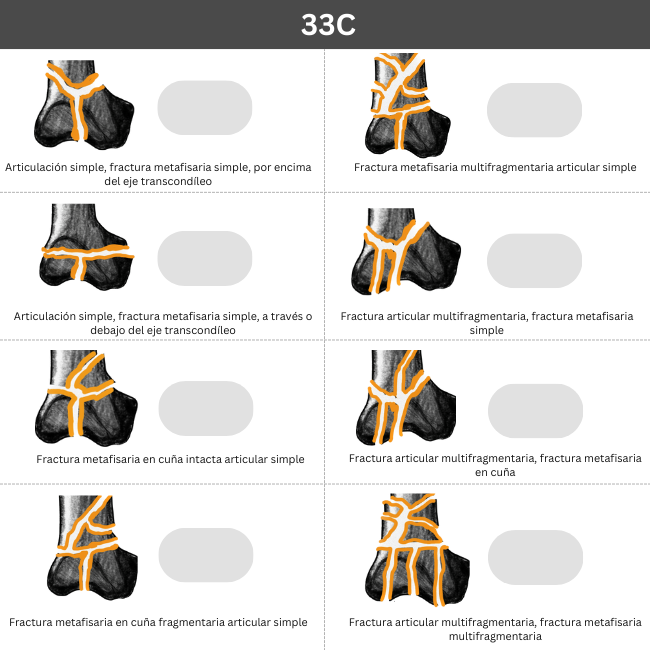 33C
Articulación simple, fractura metafisaria simple, por encima
del eje transcondíleo
Fractura metafisaria multifragmentaria articular simple
Articulación simple, fractura metafisaria simple, a través o
debajo del eje transcondíleo
Fractura articular multifragmentaria, fractura metafisaria
simple
Fractura metafisaria en cuña intacta articular simple
Fractura articular multifragmentaria, fractura metafisaria
en cuña
Fractura metafisaria en cuña fragmentaria articular simple
Fractura articular multifragmentaria, fractura metafisaria
multifragmentaria